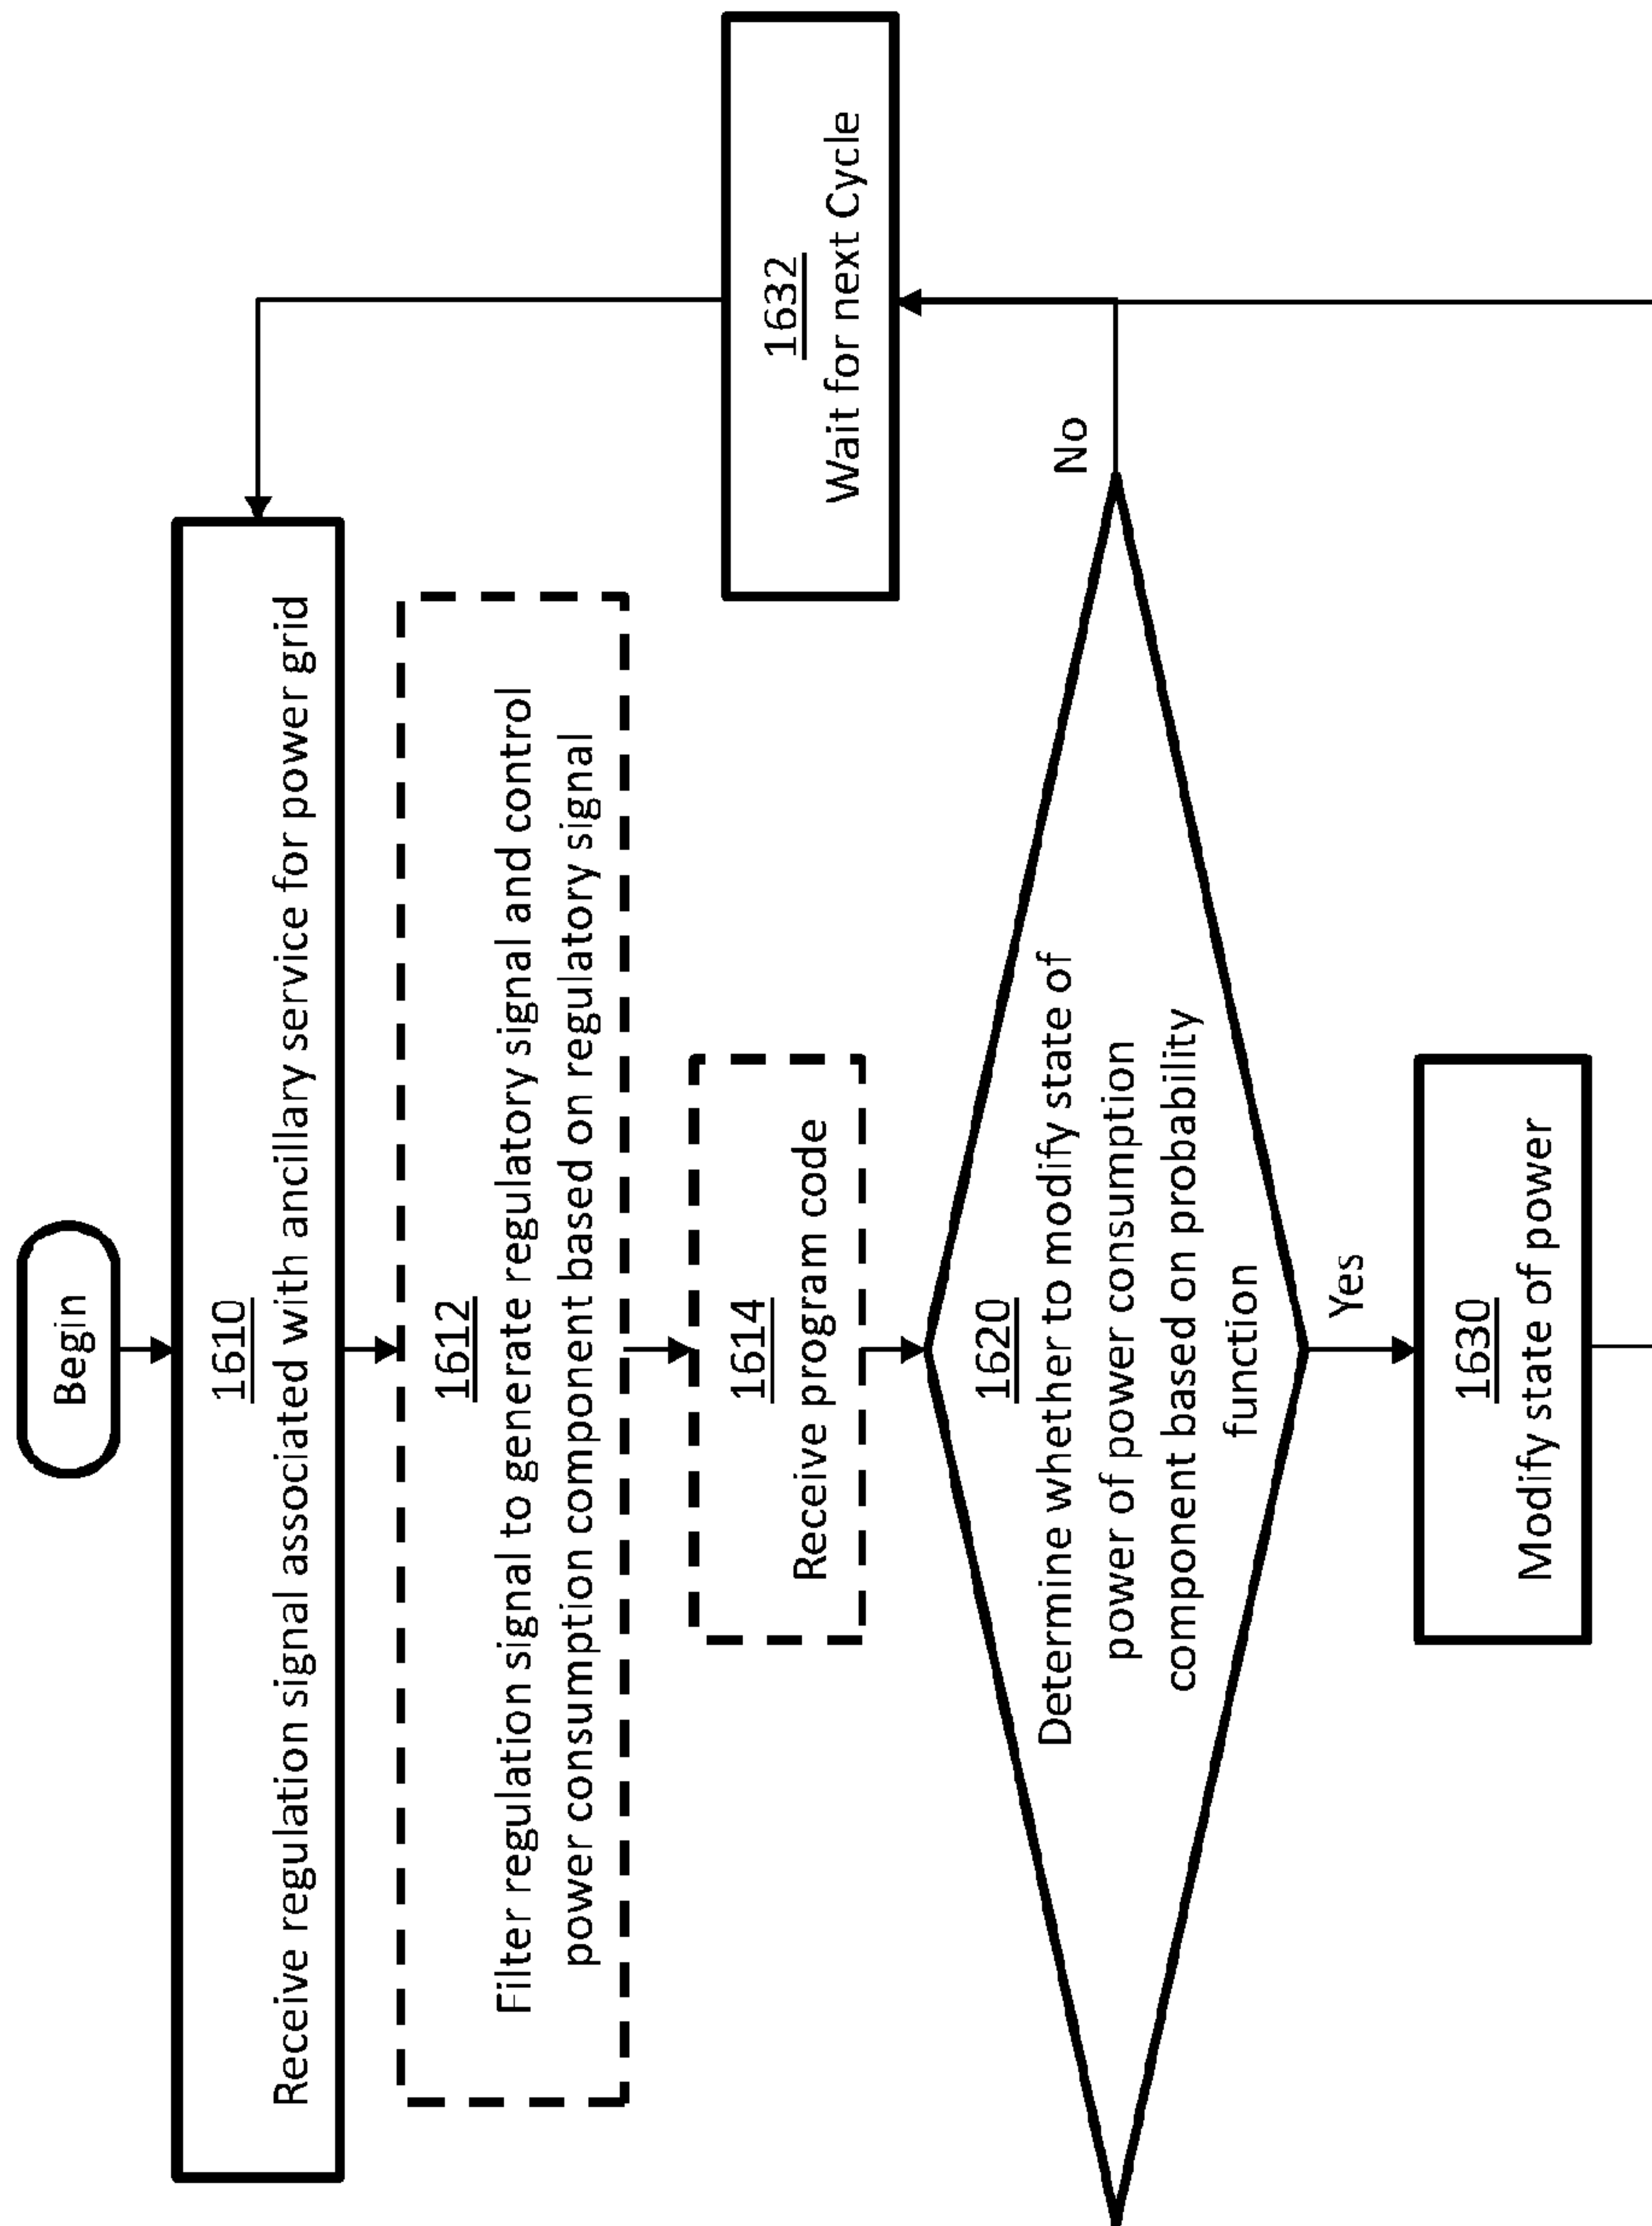 Begin
1610
Receive regulation signal associated with ancillary service for power grid
1612
Filter regulation signal to generate regulatory signal and control
power consumption component based on regulatory signal
1614
Receive program code
1620
Determine whether to modify state of
power of power consumption
component based on probability
function
No
Yes
1632
Wait for next Cycle
1630
Modify state of power